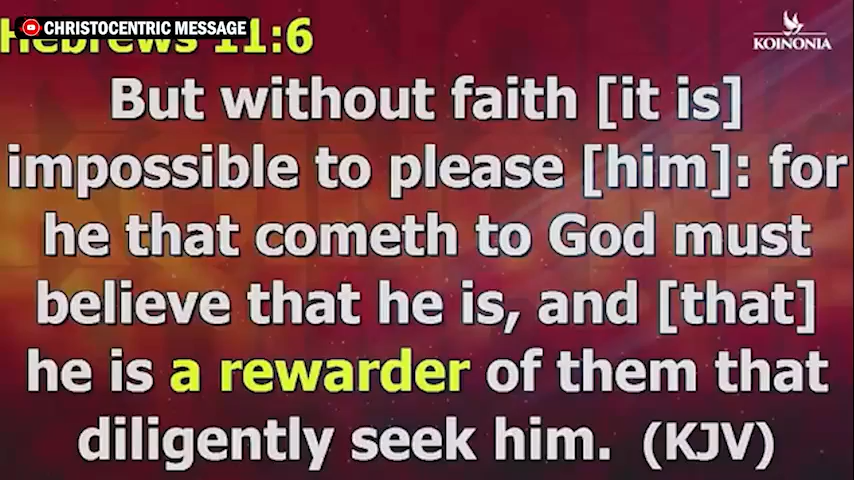 CHRISTOCENTRIC MESSAGE
Hebrews 11:6
KOINONIA
But without faith [it is]
impossible to please [him]: for
he that cometh to God must
believe that he is, and [that]
he is a rewarder of them that
diligently seek him. (KJV)